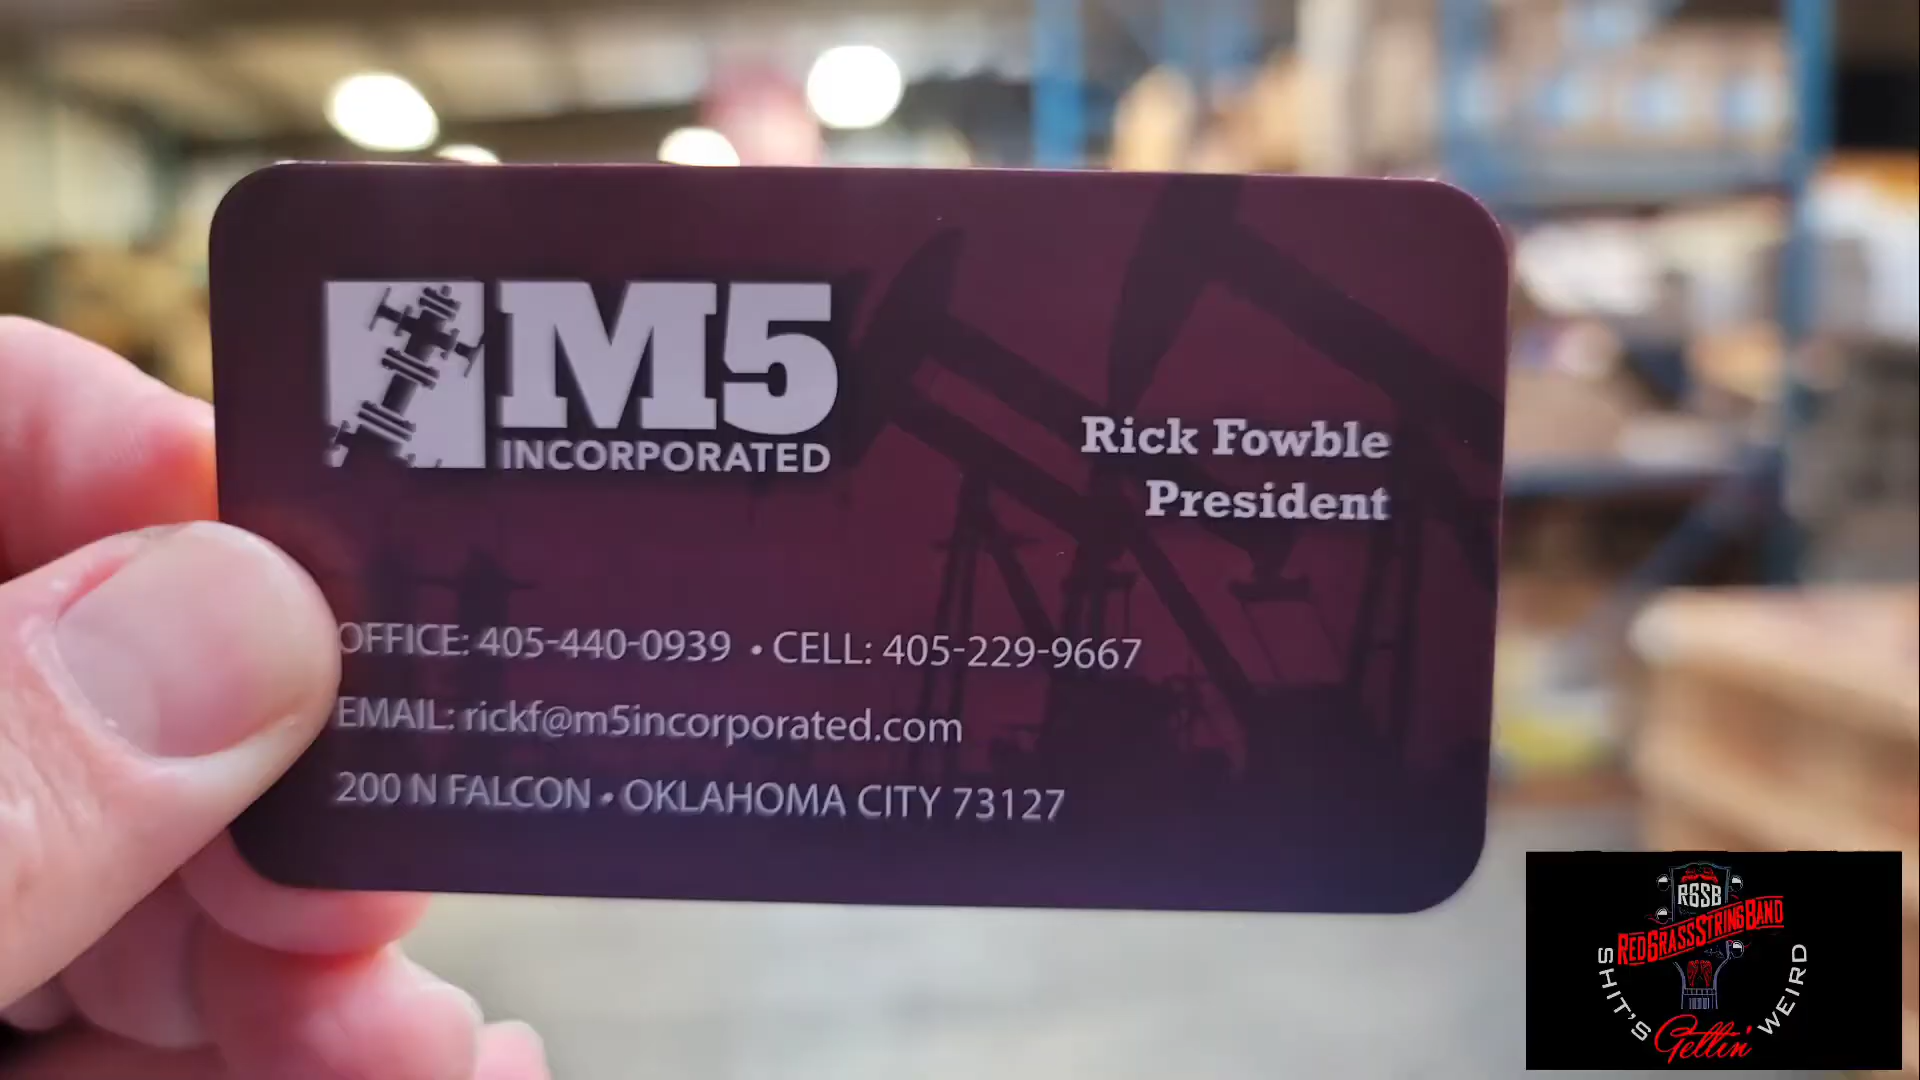 M5
INCORPORATED
Rick Fowble
President
OFFICE: 405-440-0939 • CELL: 405-229-9667
EMAIL: rickf@m5incorporated.com
200 N FALCON • OKLAHOMA CITY 73127
RGSB
REDGRASSSTRINGBAND
SHIT'S Gettin' WEIRD